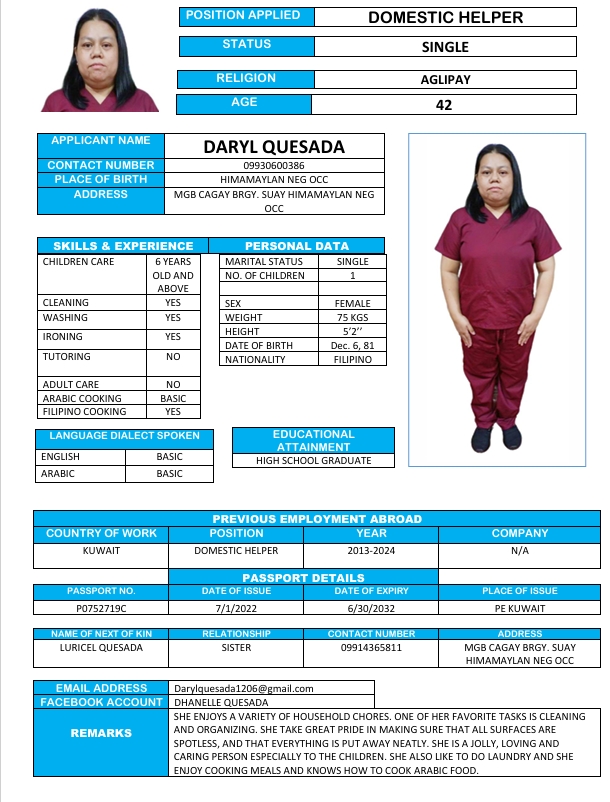 POSITION APPLIED DOMESTIC HELPER
STATUS SINGLE
RELIGION AGLIPAY
AGE 42
APPLICANT NAME DARYL QUESADA
CONTACT NUMBER 09930600386
PLACE OF BIRTH HIMAMAYLAN NEG OCC
ADDRESS MGB CAGAY BRGY. SUAY HIMAMAYLAN NEG
OCC
SKILLS & EXPERIENCE
CHILDREN CARE 6 YEARS
OLD AND
ABOVE
CLEANING YES
WASHING YES
IRONING YES
TUTORING NO
ADULT CARE NO
ARABIC COOKING BASIC
FILIPINO COOKING YES
PERSONAL DATA
MARITAL STATUS SINGLE
NO. OF CHILDREN 1
SEX FEMALE
WEIGHT 75 KGS
HEIGHT 5’2’’
DATE OF BIRTH Dec. 6, 81
NATIONALITY FILIPINO
LANGUAGE DIALECT SPOKEN
ENGLISH BASIC
ARABIC BASIC
EDUCATIONAL
ATTAINMENT
HIGH SCHOOL GRADUATE
PREVIOUS EMPLOYMENT ABROAD
COUNTRY OF WORK POSITION YEAR COMPANY
KUWAIT DOMESTIC HELPER 2013-2024 N/A
PASSPORT DETAILS
PASSPORT NO. DATE OF ISSUE DATE OF EXPIRY PLACE OF ISSUE
P0752719C 7/1/2022 6/30/2032 PE KUWAIT
NAME OF NEXT OF KIN RELATIONSHIP CONTACT NUMBER ADDRESS
LURICEL QUESADA SISTER 09914365811 MGB CAGAY BRGY. SUAY
HIMAMAYLAN NEG OCC
EMAIL ADDRESS Darylquesada1206@gmail.com
FACEBOOK ACCOUNT DHANELLE QUESADA
REMARKS
SHE ENJOYS A VARIETY OF HOUSEHOLD CHORES. ONE OF HER FAVORITE TASKS IS CLEANING
AND ORGANIZING. SHE TAKE GREAT PRIDE IN MAKING SURE THAT ALL SURFACES ARE
SPOTLESS, AND THAT EVERYTHING IS PUT AWAY NEATLY. SHE IS A JOLLY, LOVING AND
CARING PERSON ESPECIALLY TO THE CHILDREN. SHE ALSO LIKE TO DO LAUNDRY AND SHE
ENJOY COOKING MEALS AND KNOWS HOW TO COOK ARABIC FOOD.